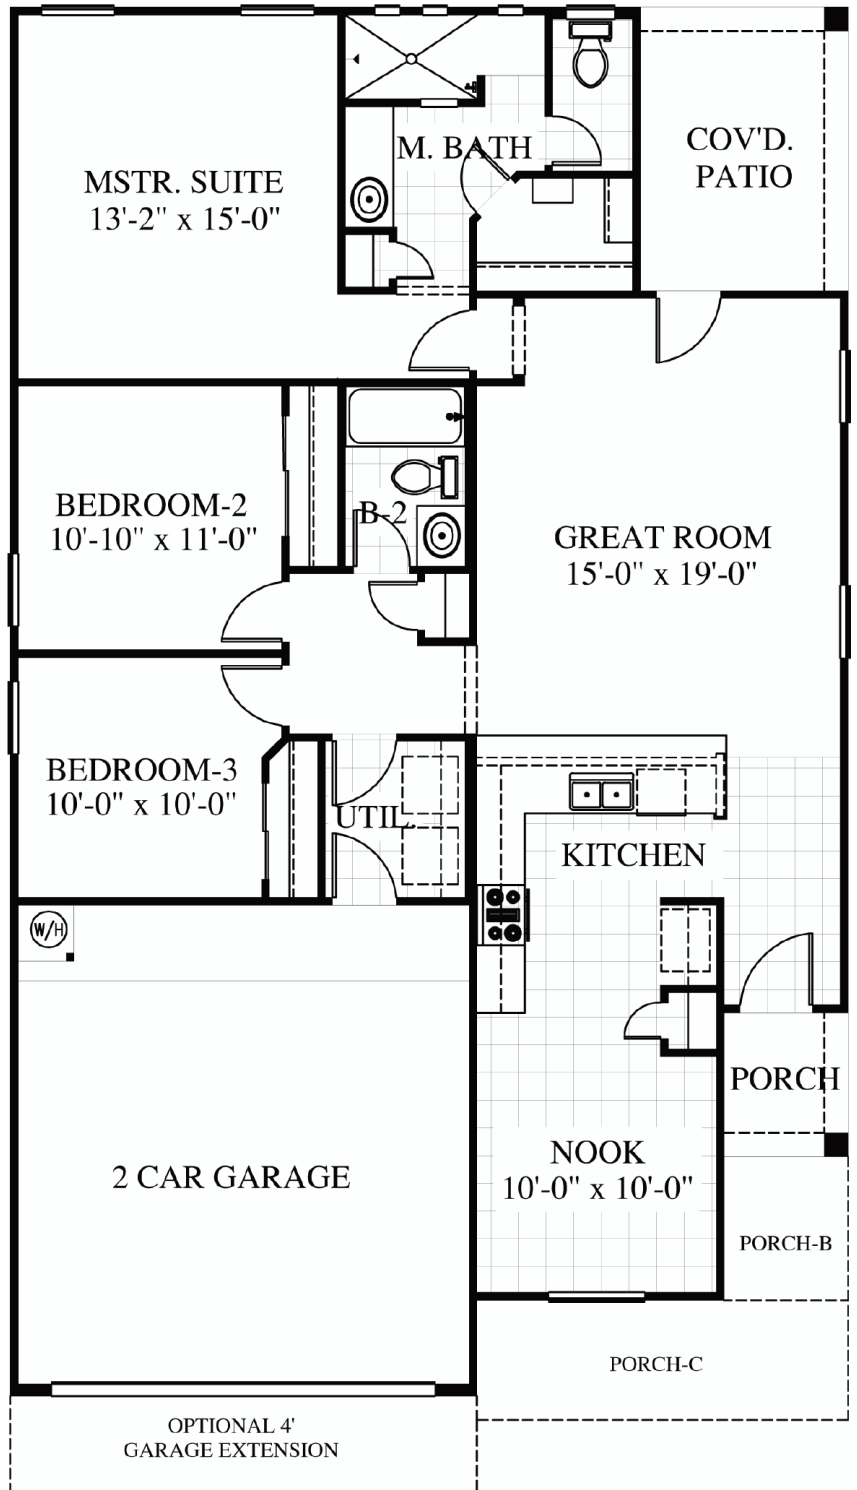 MSTR. SUITE
13'-2" x 15'-0"
M. BATH
COV'D.
PATIO
BEDROOM-2
10'-10" x 11'-0"
B-2
GREAT ROOM
15'-0" x 19'-0"
BEDROOM-3
10'-0" x 10'-0"
UTIL.
KITCHEN
W/H
PORCH
NOOK
10'-0" x 10'-0"
2 CAR GARAGE
PORCH-B
PORCH-C
OPTIONAL 4'
GARAGE EXTENSION